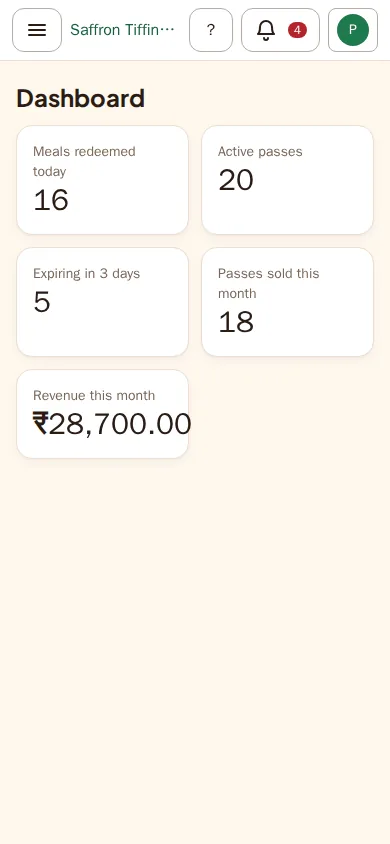 Saffron Tiffin⋯
?
4
P
Dashboard
Meals redeemed
today
16
Active passes
20
Expiring in 3 days
5
Passes sold this
month
18
Revenue this month
₹28,700.00